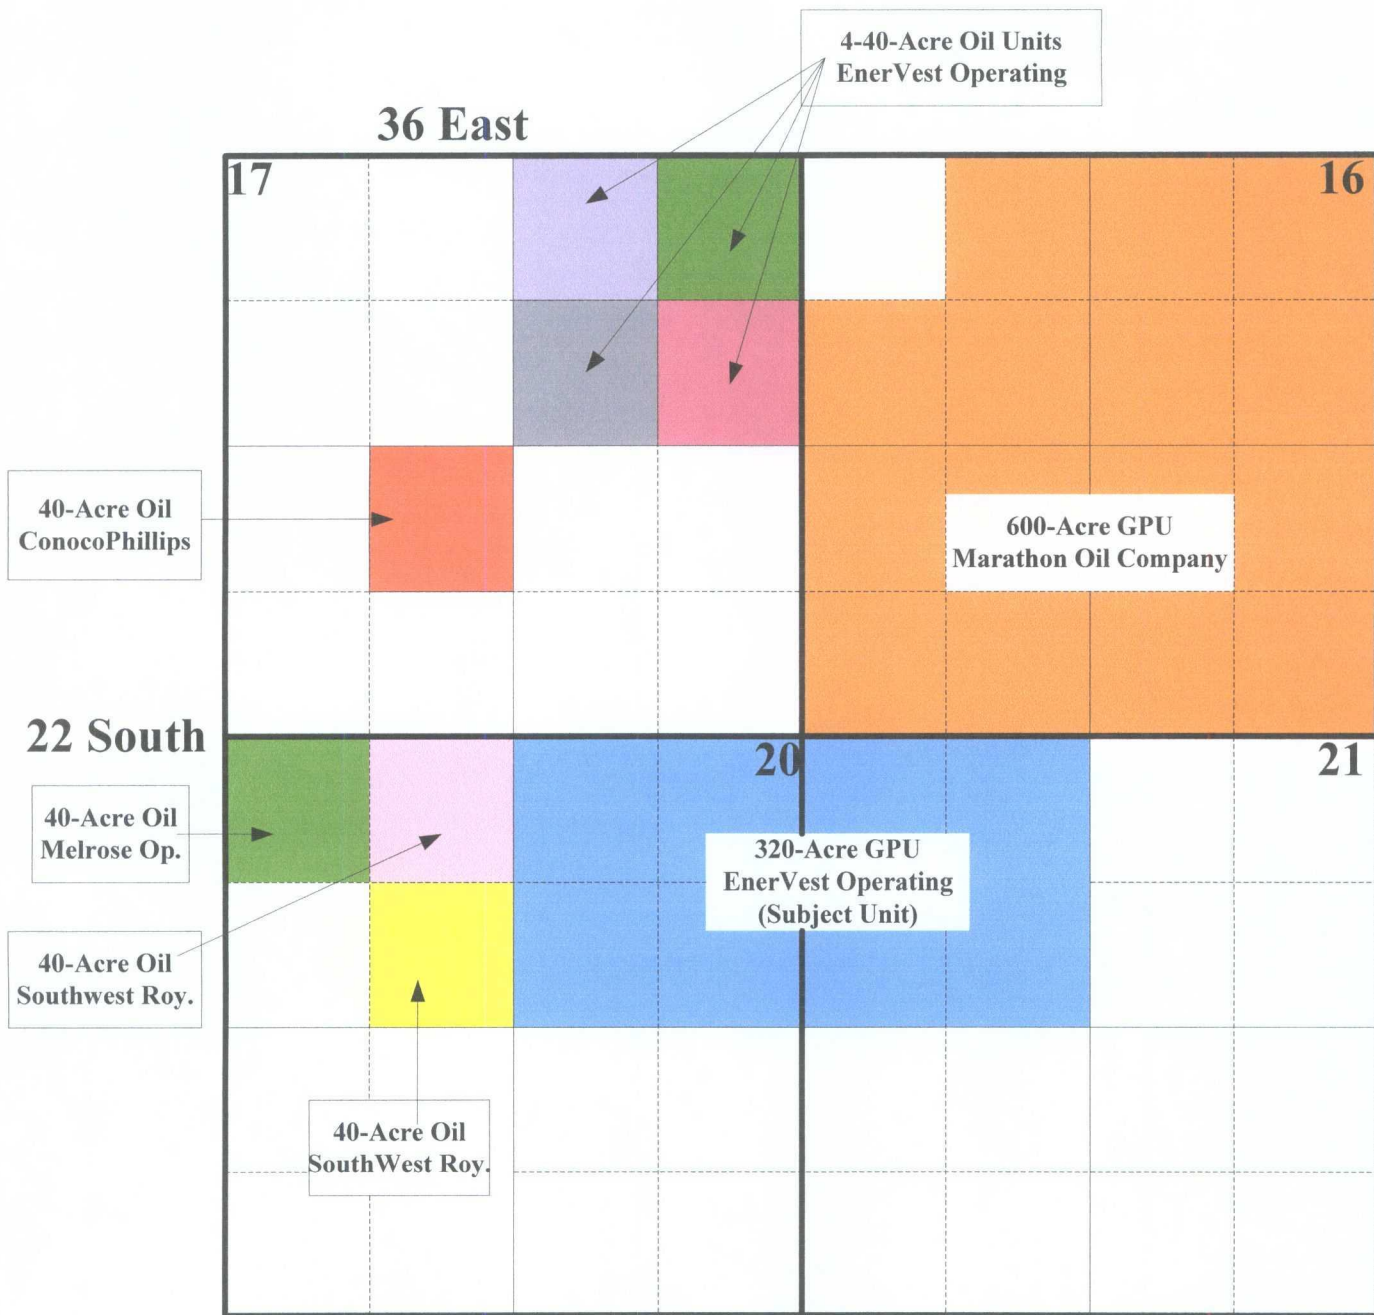 4-40-Acre Oil Units
EnerVest Operating
36 East
17
16
40-Acre Oil
ConocoPhillips
600-Acre GPU
Marathon Oil Company
22 South
20
21
40-Acre Oil
Melrose Op.
320-Acre GPU
EnerVest Operating
(Subject Unit)
40-Acre Oil
Southwest Roy.
40-Acre Oil
SouthWest Roy.